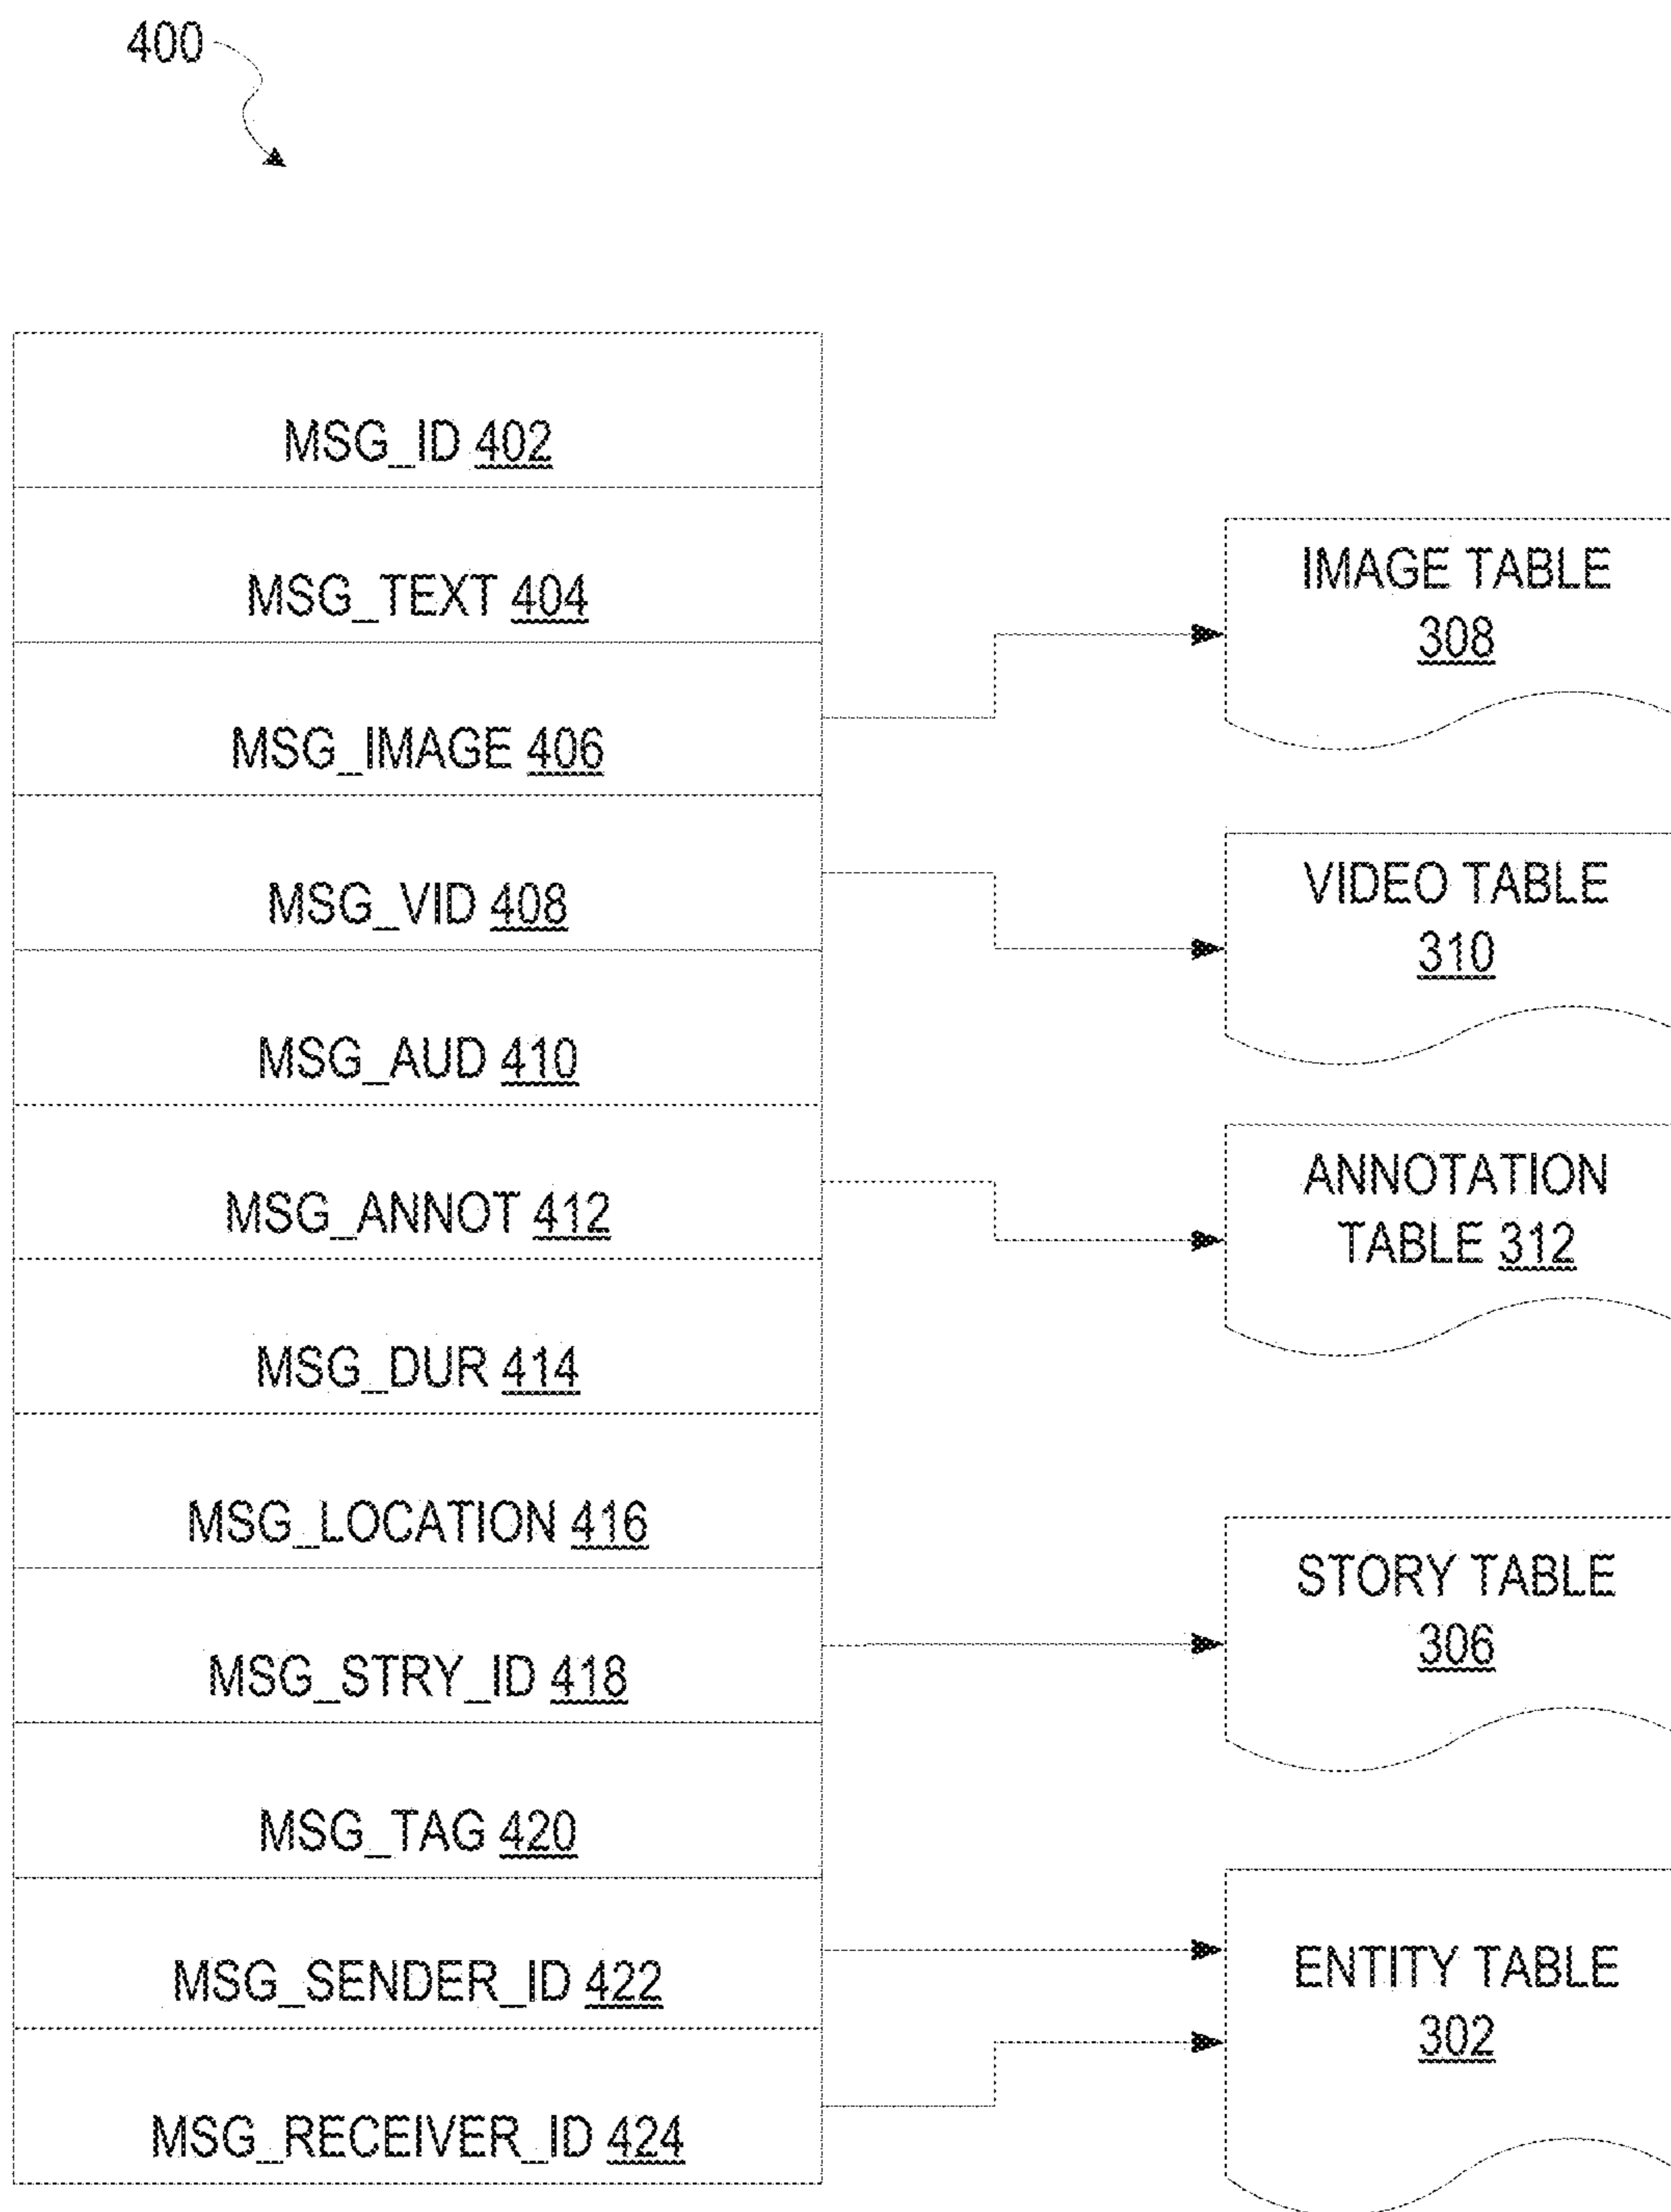 400
MSG_ID 402
MSG_TEXT 404
MSG_IMAGE 406
MSG_VID 408
MSG_AUD 410
MSG_ANNOT 412
MSG_DUR 414
MSG_LOCATION 416
MSG_STRY_ID 418
MSG_TAG 420
MSG_SENDER_ID 422
MSG_RECEIVER_ID 424
IMAGE TABLE
308
VIDEO TABLE
310
ANNOTATION
TABLE 312
STORY TABLE
306
ENTITY TABLE
302